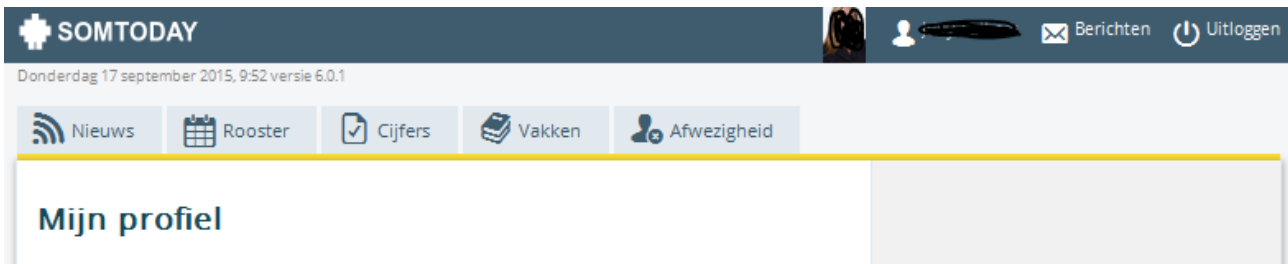 SOMTODAY Berichten Uitloggen
Donderdag 17 september 2015, 9:52 versie 6.0.1
Nieuws Rooster Cijfers Vakken Afwezigheid
Mijn profiel